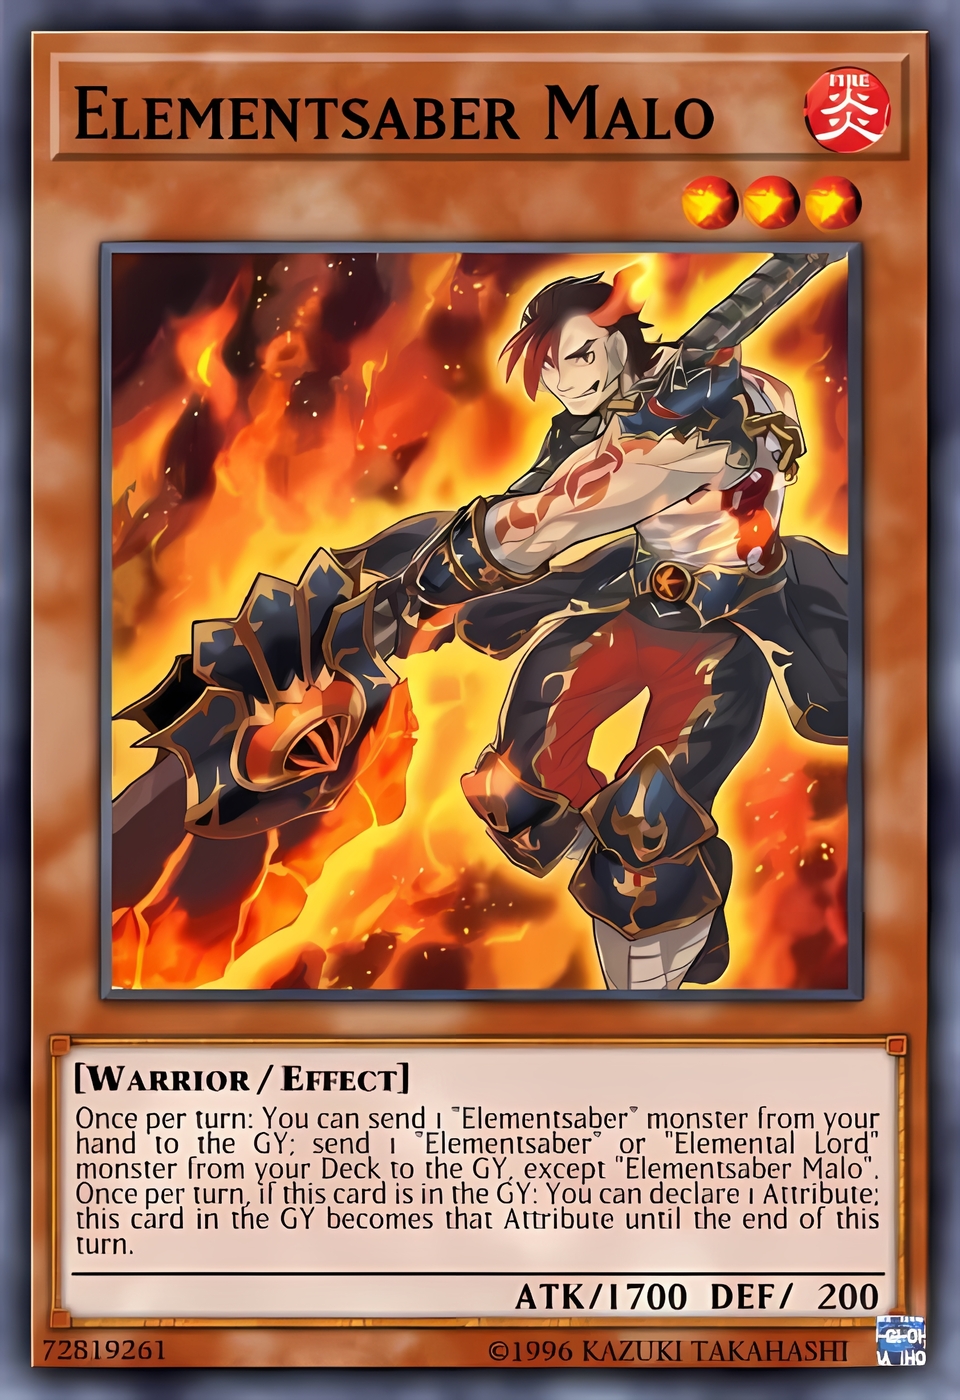 Elementsaber Malo
炎
[Warrior / Effect]
Once per turn: You can send 1 "Elementsaber" monster from your
hand to the GY; send 1 "Elementsaber" or "Elemental Lord"
monster from your Deck to the GY, except "Elementsaber Malo".
Once per turn, if this card is in the GY: You can declare 1 Attribute;
this card in the GY becomes that Attribute until the end of this
turn.
ATK/1700 DEF/ 200
72819261
©1996 KAZUKI TAKAHASHI